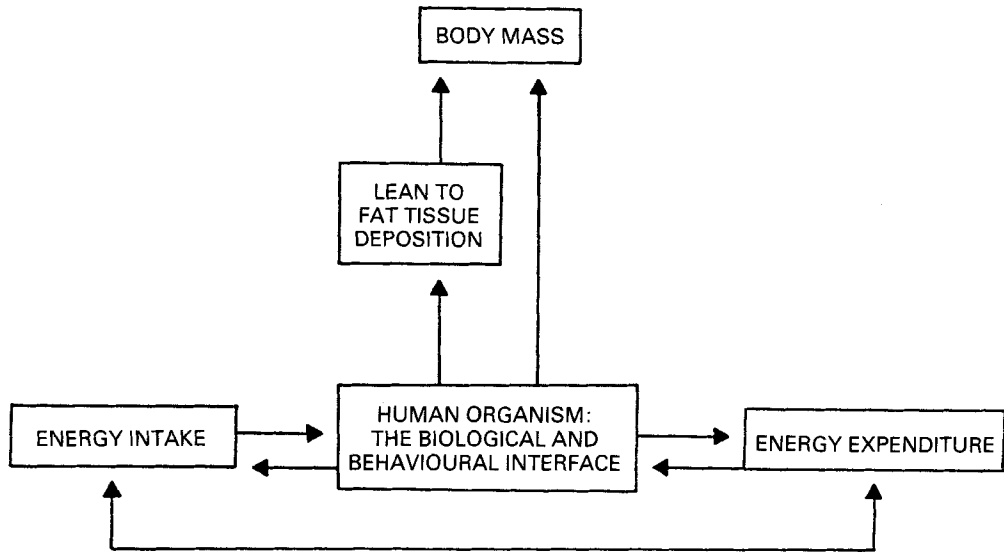 BODY MASS
LEAN TO
FAT TISSUE
DEPOSITION
ENERGY INTAKE
HUMAN ORGANISM:
THE BIOLOGICAL AND
BEHAVIOURAL INTERFACE
ENERGY EXPENDITURE